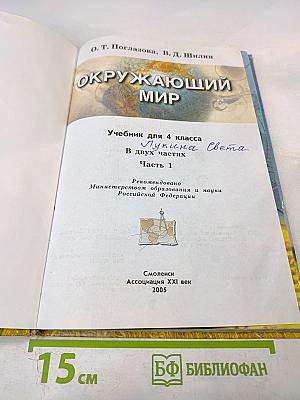 О. Т. Поглазова, В. Д. Шилин
ОКРУЖАЮЩИЙ
МИР
Учебник для 4 класса
Лукина Света
В двух частях
Часть 1
Рекомендовано
Министерством образования и науки
Российской Федерации
Смоленск
Ассоциация XXI век
2005
15 см
БФ БИБЛИОФАН